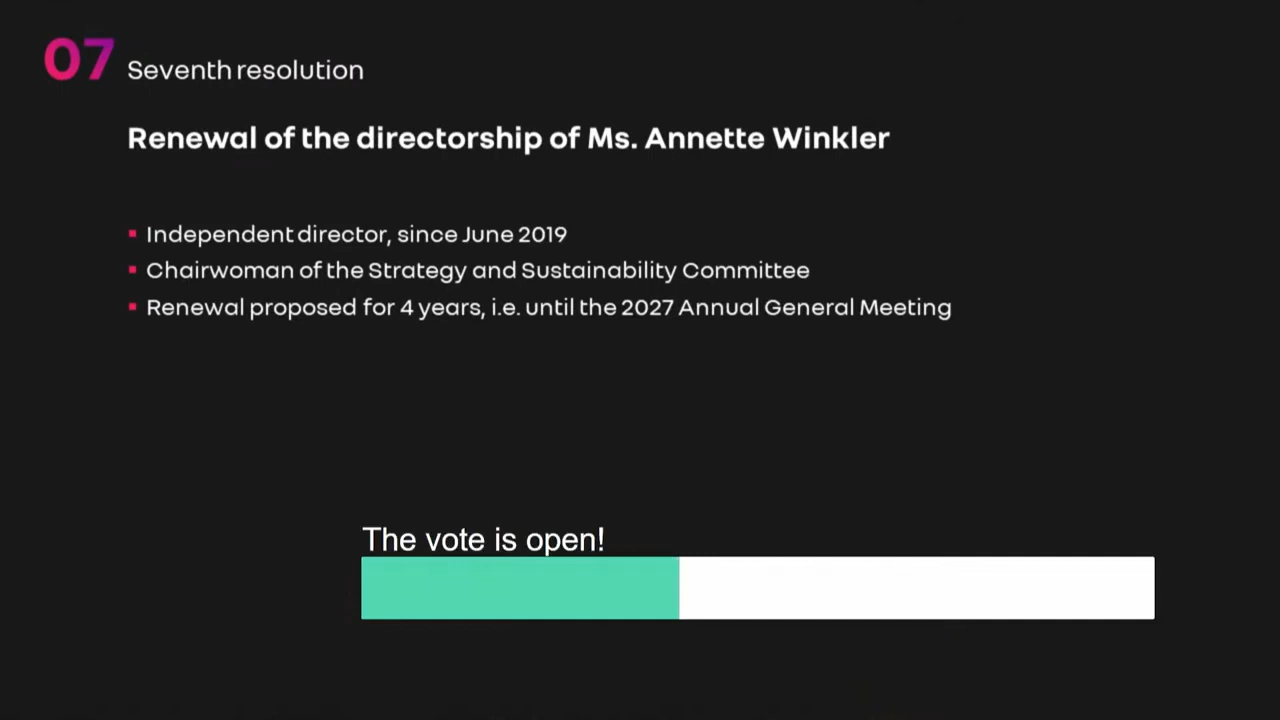 07 Seventh resolution
Renewal of the directorship of Ms. Annette Winkler
▪ Independent director, since June 2019
▪ Chairwoman of the Strategy and Sustainability Committee
▪ Renewal proposed for 4 years, i.e. until the 2027 Annual General Meeting
The vote is open!